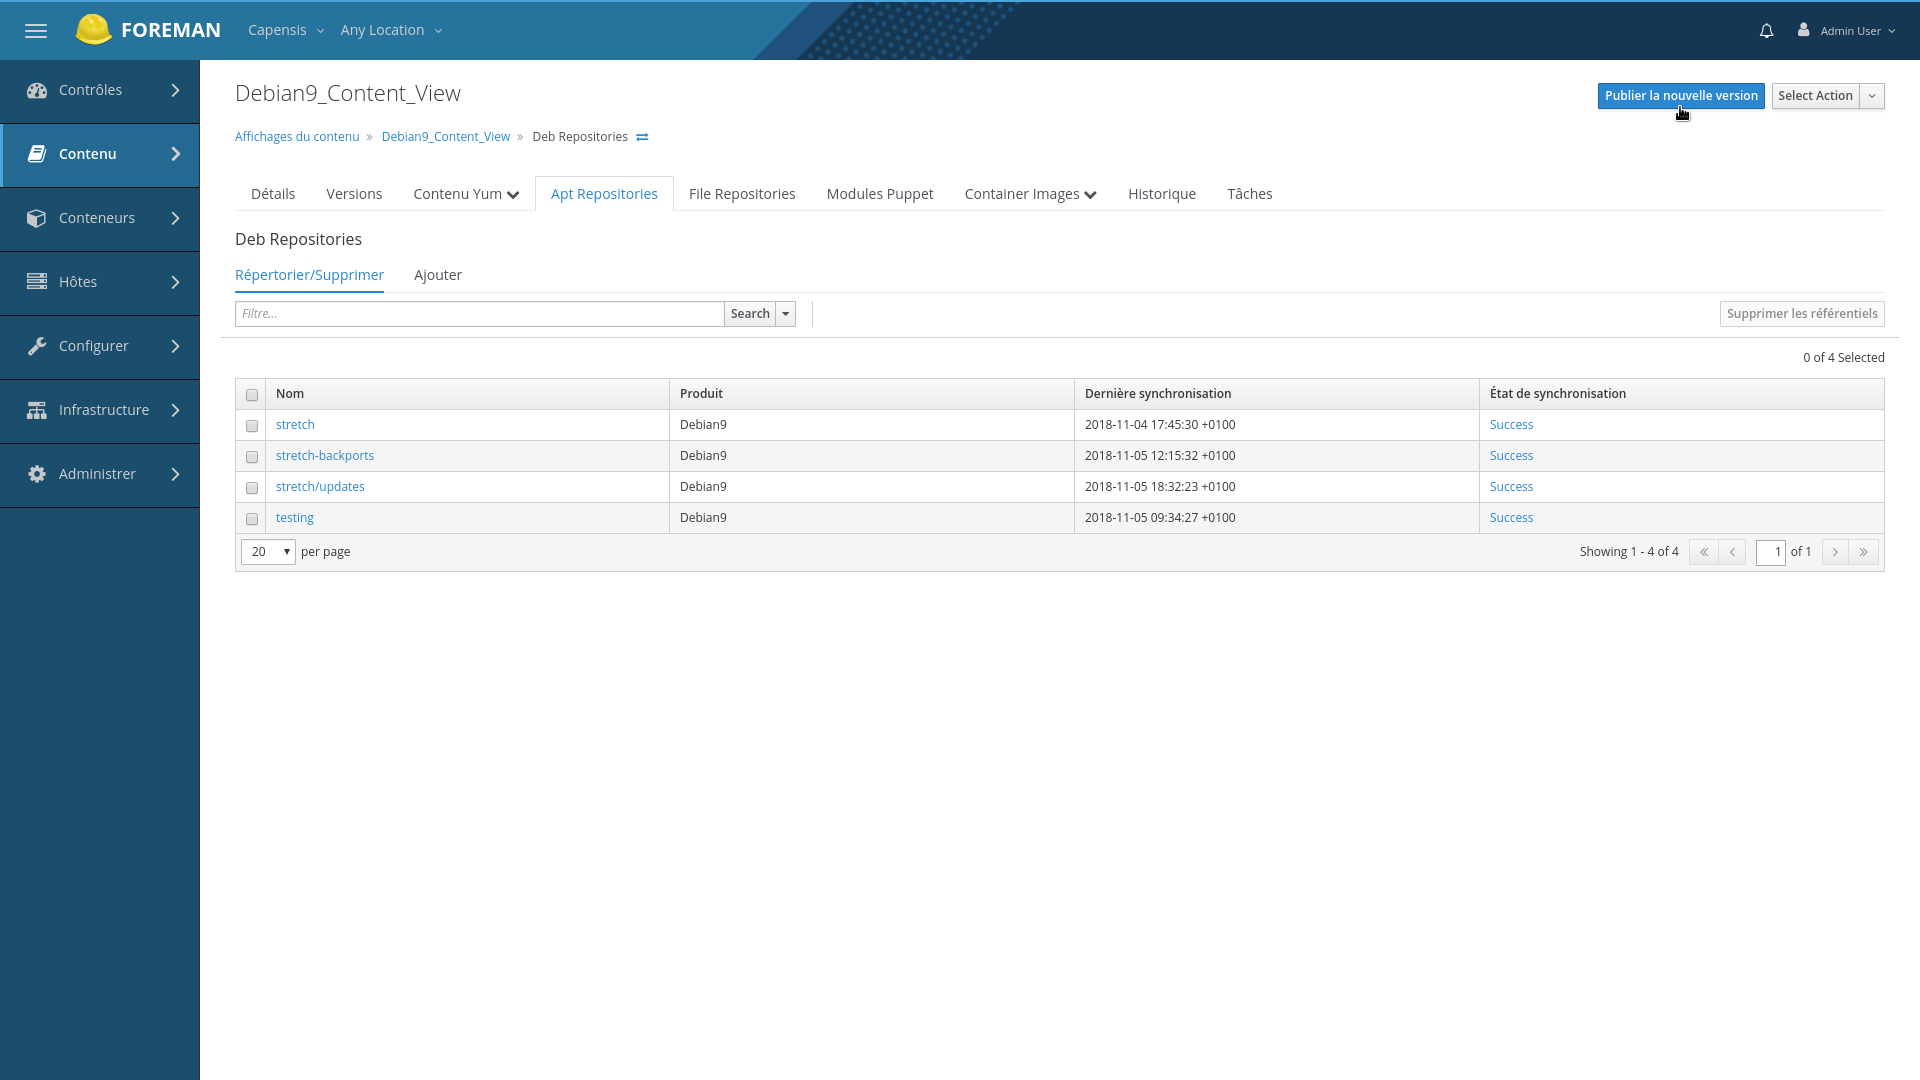 FOREMAN Capensis Any Location Admin User
Contrôles
Contenu
Conteneurs
Hôtes
Configurer
Infrastructure
Administrer
Debian9_Content_View
Publier la nouvelle version Select Action
Affichages du contenu » Debian9_Content_View » Deb Repositories
Détails Versions Contenu Yum Apt Repositories File Repositories Modules Puppet Container Images Historique Tâches
Deb Repositories
Répertorier/Supprimer Ajouter
Filtre... Search Supprimer les référentiels
0 of 4 Selected
Nom Produit Dernière synchronisation État de synchronisation
stretch Debian9 2018-11-04 17:45:30 +0100 Success
stretch-backports Debian9 2018-11-05 12:15:32 +0100 Success
stretch/updates Debian9 2018-11-05 18:32:23 +0100 Success
testing Debian9 2018-11-05 09:34:27 +0100 Success
20 per page Showing 1 - 4 of 4 « ‹ 1 of 1 › »